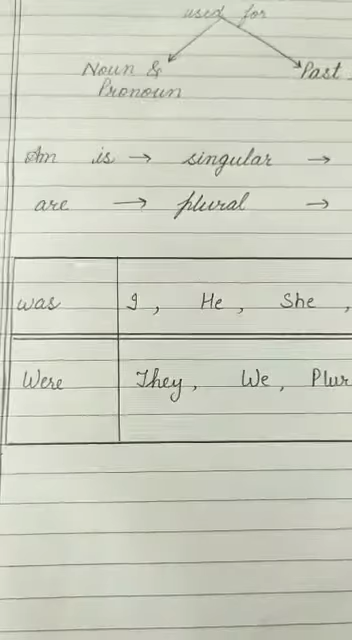 used for
Noun & Past
Pronoun
Am is → singular →
are → plural →
was I, He, She,
Were They, We, Plur